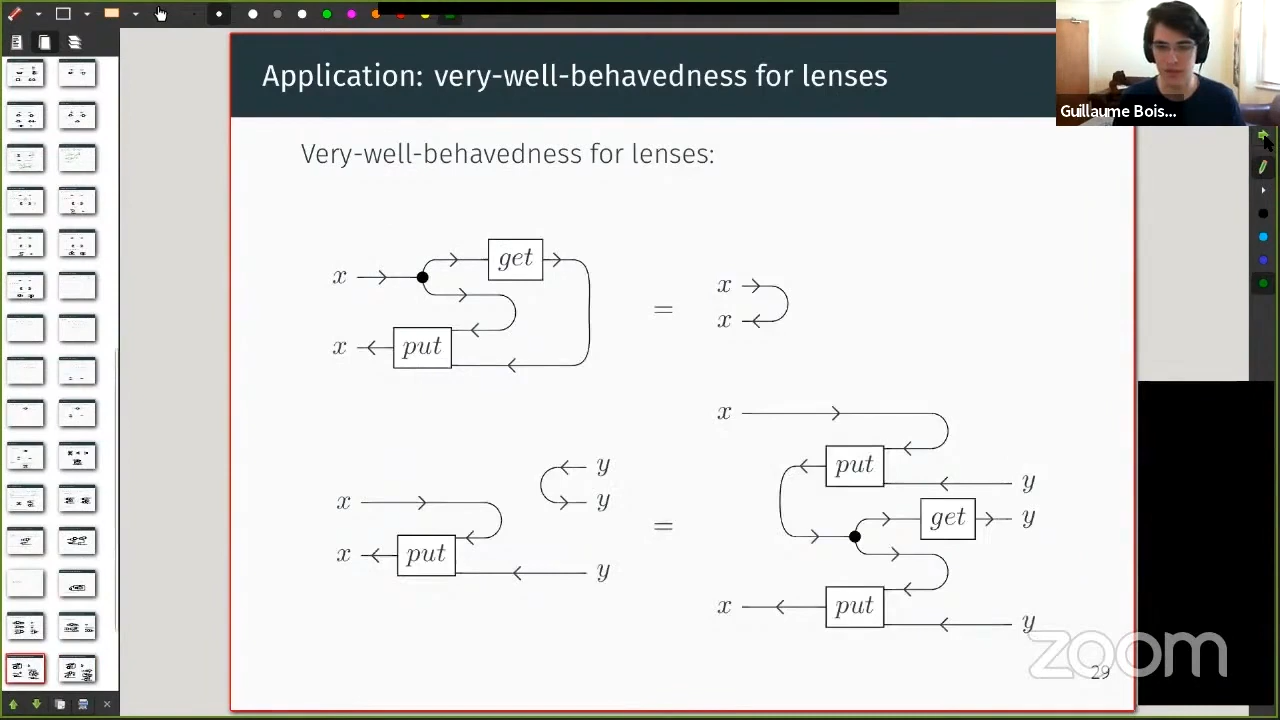 Application: very-well-behavedness for lenses
Guillaume Bois...
Very-well-behavedness for lenses:
get
x
x
put
=
x
x
x
put
y
y
y
x
put
x
y
=
get
y
x
put
y
zoom
29